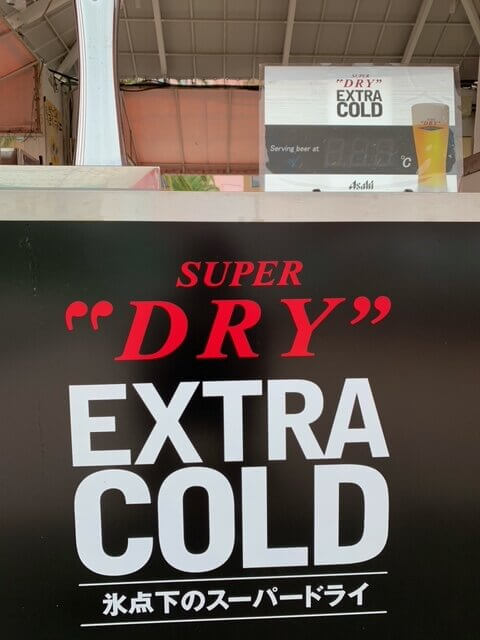 SUPER
"DRY"
EXTRA
COLD
Serving beer at
℃
Asahi
SUPER
"DRY"
EXTRA
COLD
氷点下のスーパードライ